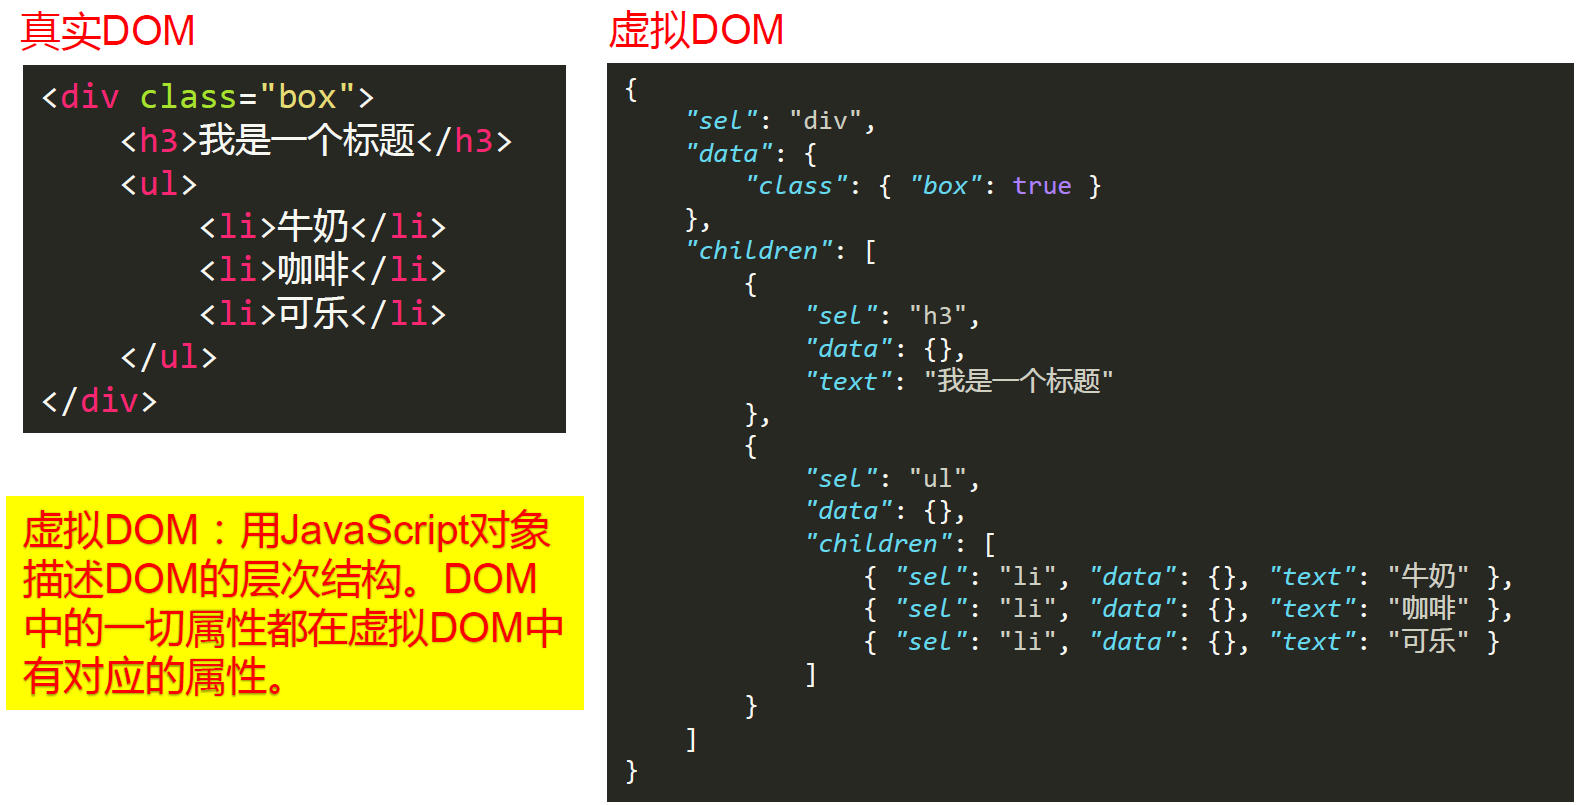 真实DOM
<div class="box">
    <h3>我是一个标题</h3>
    <ul>
        <li>牛奶</li>
        <li>咖啡</li>
        <li>可乐</li>
    </ul>
</div>
虚拟DOM：用JavaScript对象
描述DOM的层次结构。DOM
中的一切属性都在虚拟DOM中
有对应的属性。
虚拟DOM
{
    "sel": "div",
    "data": {
        "class": { "box": true }
    },
    "children": [
        {
            "sel": "h3",
            "data": {},
            "text": "我是一个标题"
        },
        {
            "sel": "ul",
            "data": {},
            "children": [
                { "sel": "li", "data": {}, "text": "牛奶" },
                { "sel": "li", "data": {}, "text": "咖啡" },
                { "sel": "li", "data": {}, "text": "可乐" }
            ]
        }
    ]
}